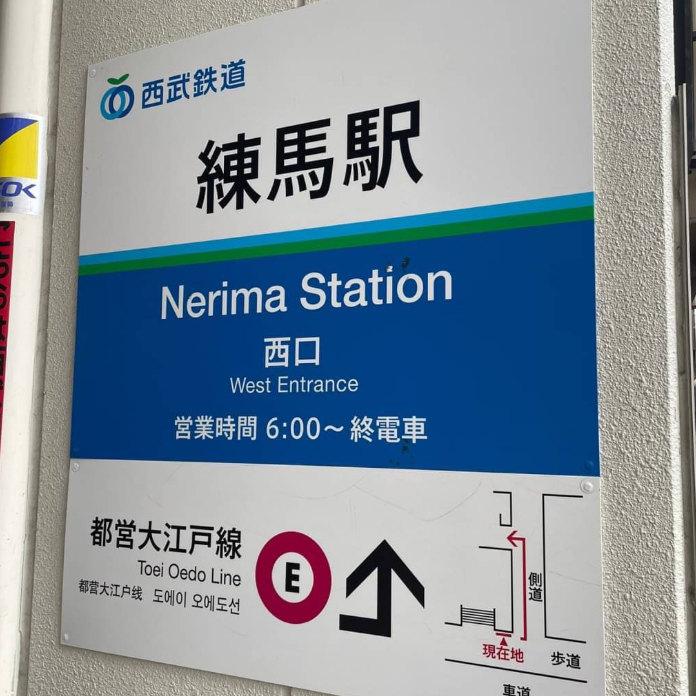 西武鉄道
練馬駅
Nerima Station
西口
West Entrance
営業時間 6:00〜終電車
都営大江戸線
Toei Oedo Line
都营大江户线 도에이 오에도선
E
側道
現在地
歩道
車道